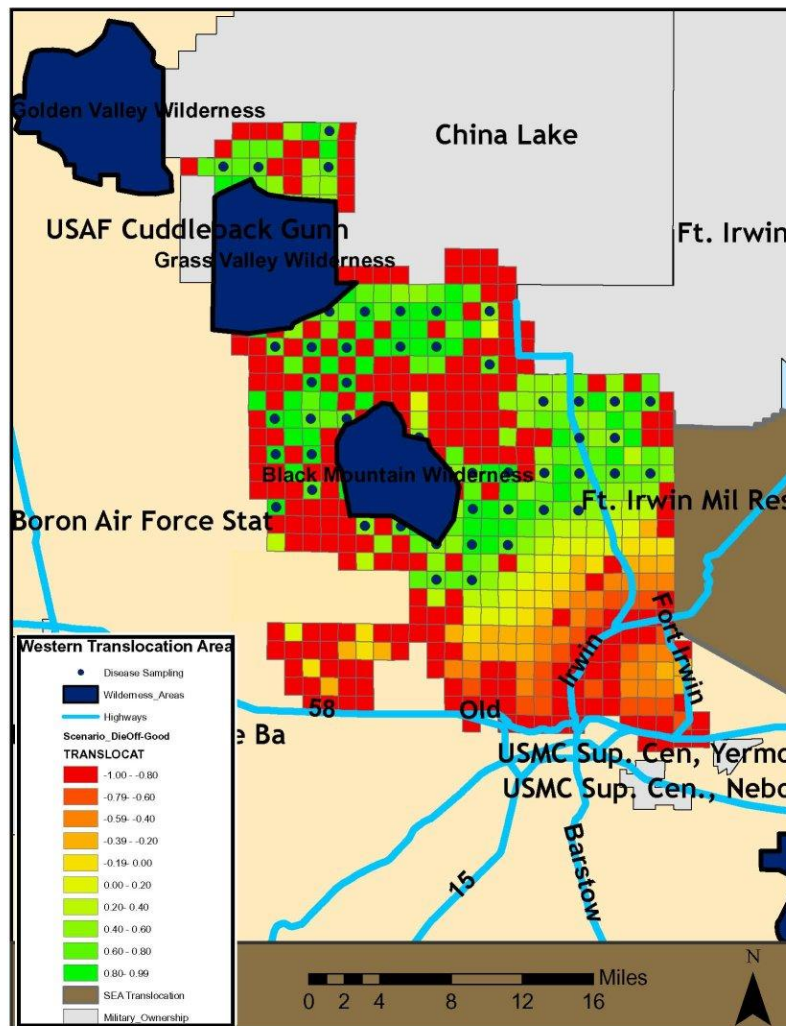 Golden Valley Wilderness
China Lake
USAF Cuddleback Gunn
Ft. Irwin
Grass Valley Wilderness
Black Mountain Wilderness
Ft. Irwin Mil Res
Boron Air Force Stat
Fort Irwin
Irwin
58
Old
e Ba
USMC Sup. Cen, Yermo
USMC Sup. Cen., Nebo
Barstow
15
Western Translocation Area
Disease Sampling
Wilderness_Areas
Highways
Scenario_DieOff-Good
TRANSLOCAT
-1.00 - -0.80
-0.79 - -0.60
-0.59 - -0.40
-0.39 - -0.20
-0.19 - 0.00
0.00 - 0.20
0.20 - 0.40
0.40 - 0.60
0.60 - 0.80
0.80 - 0.99
SEA Translocation
Military_Ownership
Miles
0 2 4 8 12 16
N